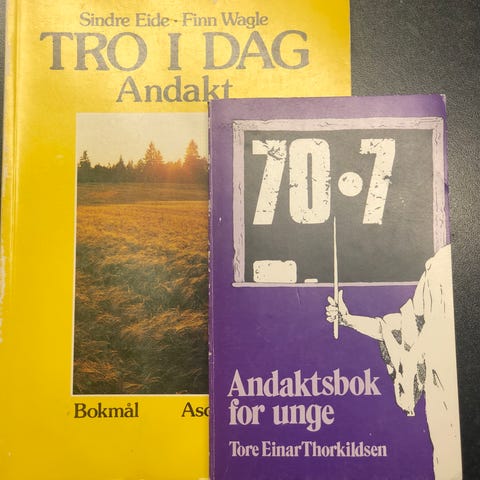 Sindre Eide · Finn Wagle
TRO I DAG
Andakt
Bokmål
70·7
Andaktsbok
for unge
Tore Einar Thorkildsen